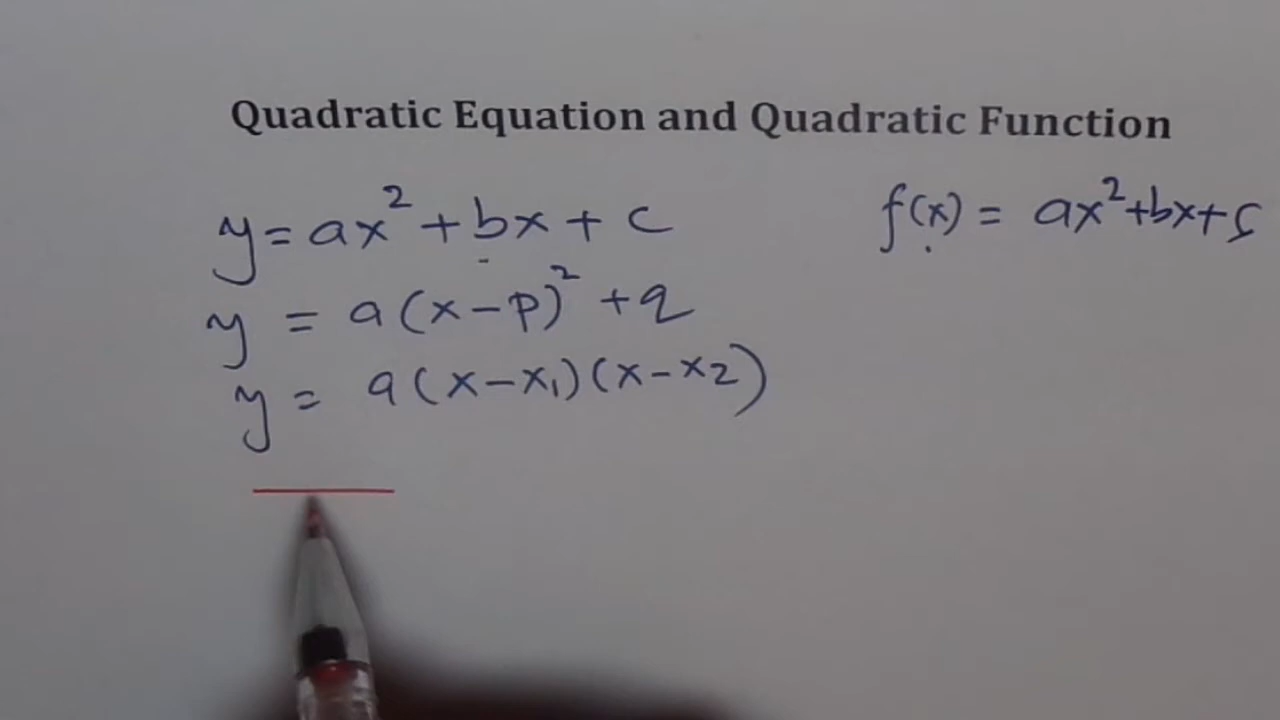 Quadratic Equation and Quadratic Function
y = ax² + bx + c
f(x) = ax²+bx+c
y = a(x-p)² + q
y = a(x-x₁)(x-x₂)